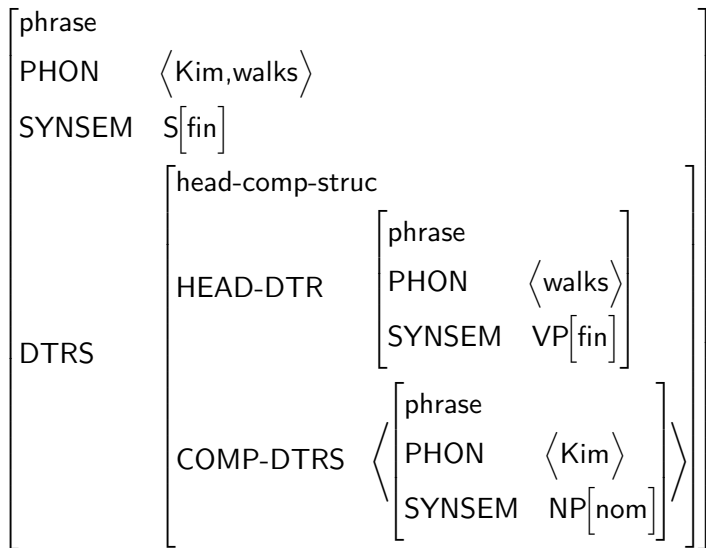 phrase
PHON ⟨Kim,walks⟩
SYNSEM S[fin]
head-comp-struc
phrase
HEAD-DTR PHON ⟨walks⟩
SYNSEM VP[fin]
DTRS
phrase
COMP-DTRS ⟨PHON ⟨Kim⟩⟩
SYNSEM NP[nom]